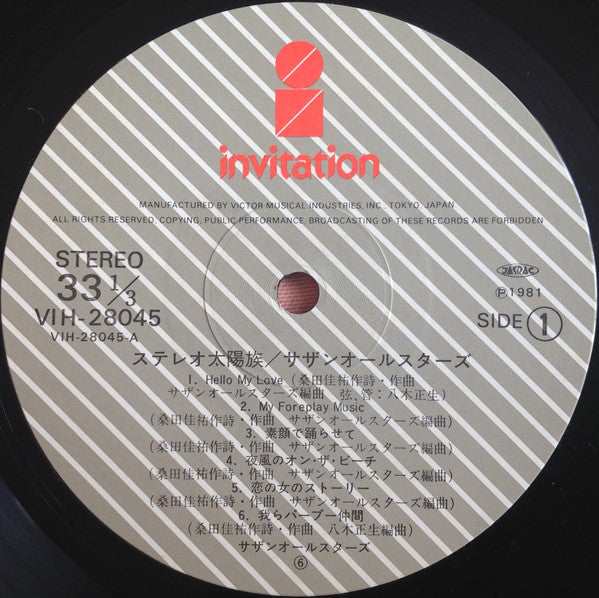 invitation
MANUFACTURED BY VICTOR MUSICAL INDUSTRIES, INC., TOKYO, JAPAN
ALL RIGHTS RESERVED, COPYING, PUBLIC PERFORMANCE, BROADCASTING OF THESE RECORDS ARE FORBIDDEN
STEREO
33 1/3
VIH-28045
VIH-28045-A
JASRAC
Ⓟ1981
SIDE 1
ステレオ太陽族/サザンオールスターズ
1. Hello My Love (桑田佳祐作詩・作曲
サザンオールスターズ編曲 弦、管:八木正生)
2. My Foreplay Music
(桑田佳祐作詩・作曲 サザンオールスターズ編曲)
3. 素顔で踊らせて
(桑田佳祐作詩・作曲 サザンオールスターズ編曲)
4. 夜風のオン・ザ・ビーチ
(桑田佳祐作詩・作曲 サザンオールスターズ編曲)
5. 恋の女のストーリー
(桑田佳祐作詩・作曲 サザンオールスターズ編曲)
6. 我らパープー仲間
(桑田佳祐作詩・作曲 八木正生編曲)
サザンオールスターズ
⑥